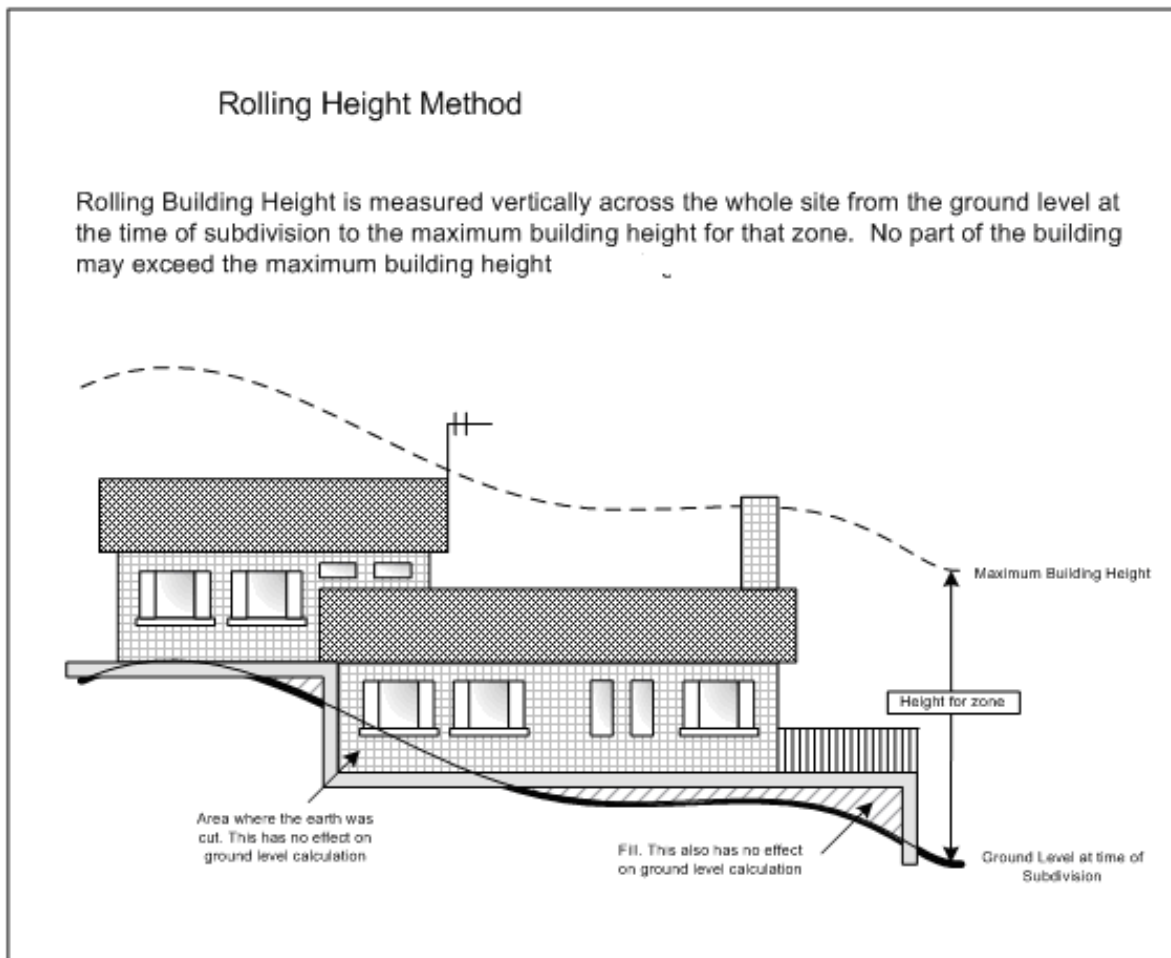 Rolling Height Method
Rolling Building Height is measured vertically across the whole site from the ground level at
the time of subdivision to the maximum building height for that zone.  No part of the building
may exceed the maximum building height
Maximum Building Height
Height for zone
Area where the earth was
cut. This has no effect on
ground level calculation
Fill. This also has no effect
on ground level calculation
Ground Level at time of
Subdivision